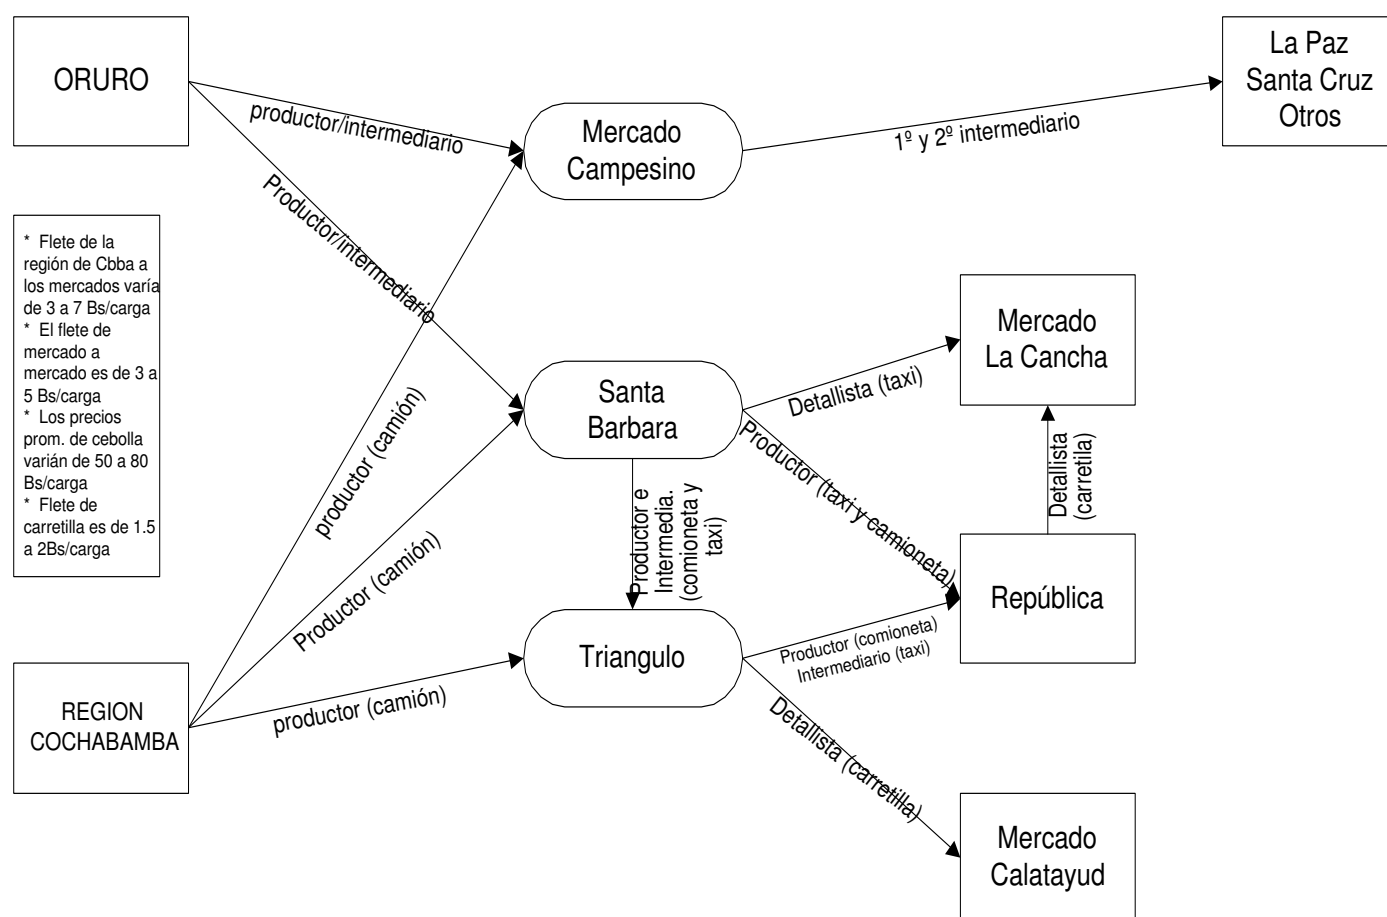 ORURO
productor/intermediario
Mercado
Campesino
1º y 2º intermediario
La Paz
Santa Cruz
Otros
Productor/intermediario
* Flete de la
región de Cbba a
los mercados varía
de 3 a 7 Bs/carga
* El flete de
mercado a
mercado es de 3 a
5 Bs/carga
* Los precios
prom. de cebolla
varián de 50 a 80
Bs/carga
* Flete de
carretilla es de 1.5
a 2Bs/carga
productor (camión)
Santa
Barbara
Detallista (taxi)
Mercado
La Cancha
Productor (taxi y camioneta)
Detallista
(carretila)
Productor e
Intermedia.
(comioneta y
taxi)
Productor (camión)
República
REGION
COCHABAMBA
productor (camión)
Triangulo
Productor (comioneta)
Intermediario (taxi)
Detallista (carretilla)
Mercado
Calatayud